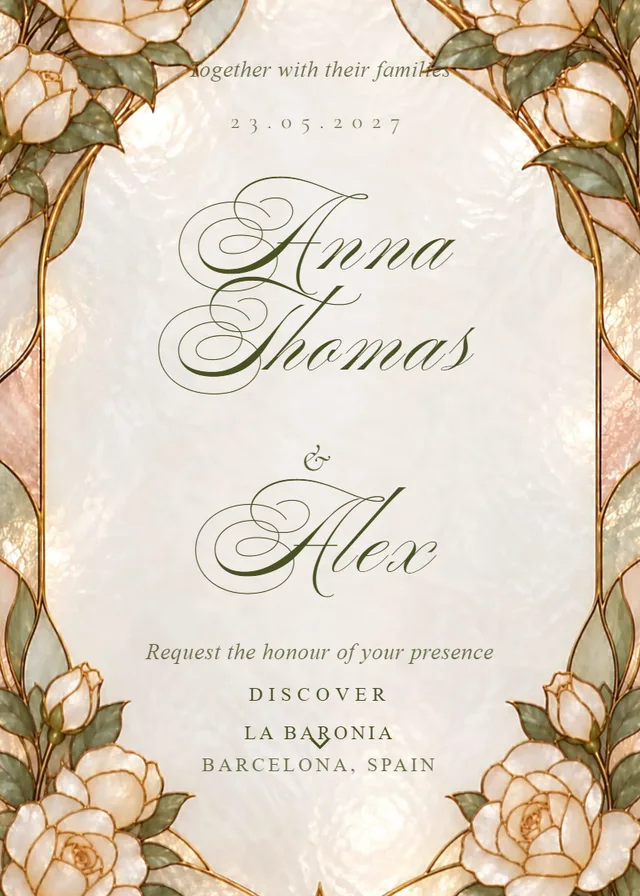 Together with their families
23.05.2027
Anna
Thomas
&
Alex
Request the honour of your presence
DISCOVER
LA BARONIA
BARCELONA, SPAIN